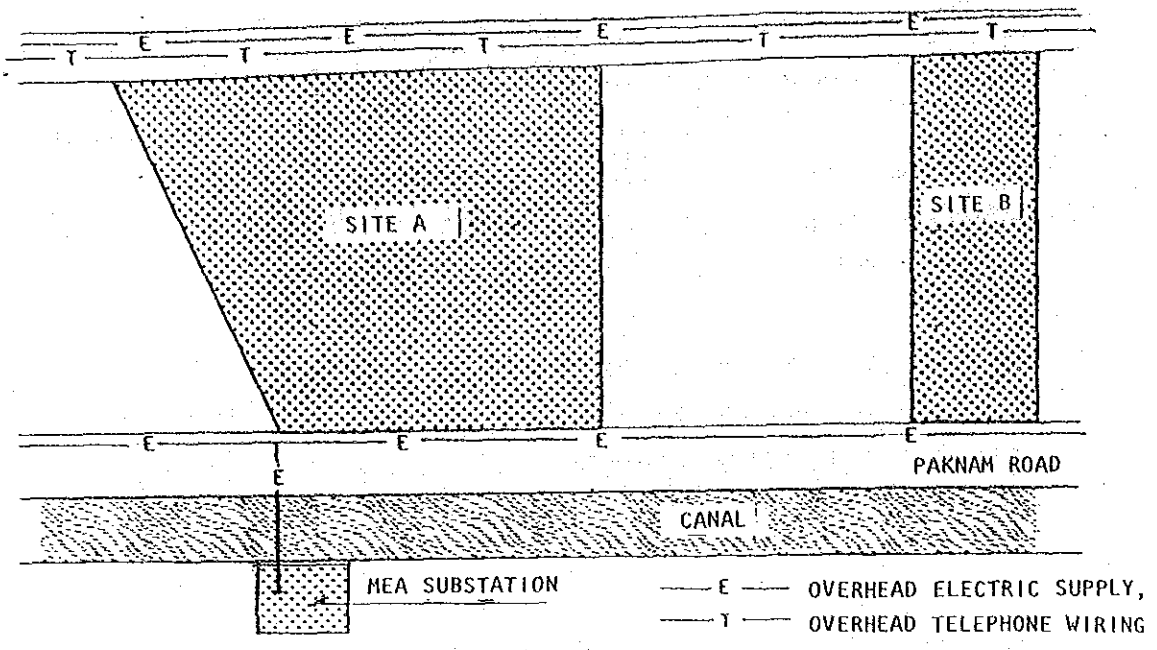 E E E E
T T T T T
SITE A
SITE B
E E E E
PAKNAM ROAD
E
CANAL
MEA SUBSTATION
E OVERHEAD ELECTRIC SUPPLY,
T OVERHEAD TELEPHONE WIRING